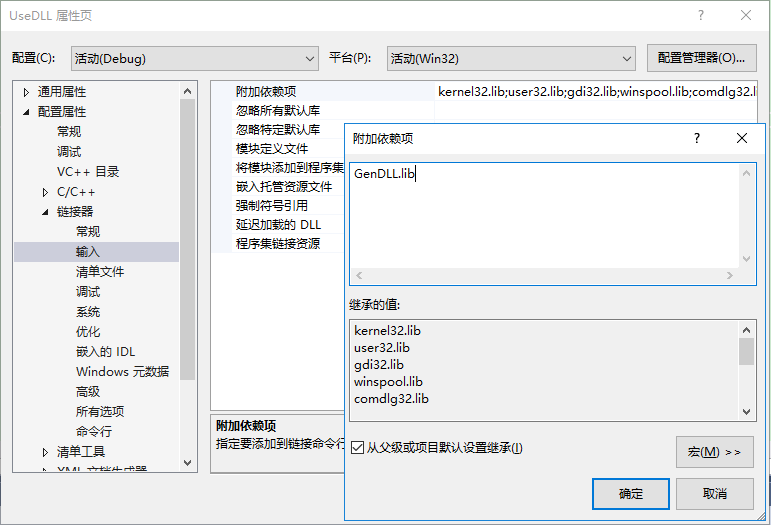 UseDLL 属性页
配置(C): 活动(Debug) 平台(P): 活动(Win32) 配置管理器(O)...
通用属性
配置属性
常规
调试
VC++ 目录
C/C++
链接器
常规
输入
清单文件
调试
系统
优化
嵌入的 IDL
Windows 元数据
高级
所有选项
命令行
清单工具
XML 文档生成器
附加依赖项 kernel32.lib;user32.lib;gdi32.lib;winspool.lib;comdlg32.li
忽略所有默认库
忽略特定默认库
模块定义文件
将模块添加到程序集
嵌入托管资源文件
强制符号引用
延迟加载的 DLL
程序集链接资源
附加依赖项
指定要添加到链接命令行
附加依赖项
GenDLL.lib
继承的值:
kernel32.lib
user32.lib
gdi32.lib
winspool.lib
comdlg32.lib
从父级或项目默认设置继承(I)
宏(M) >>
确定 取消